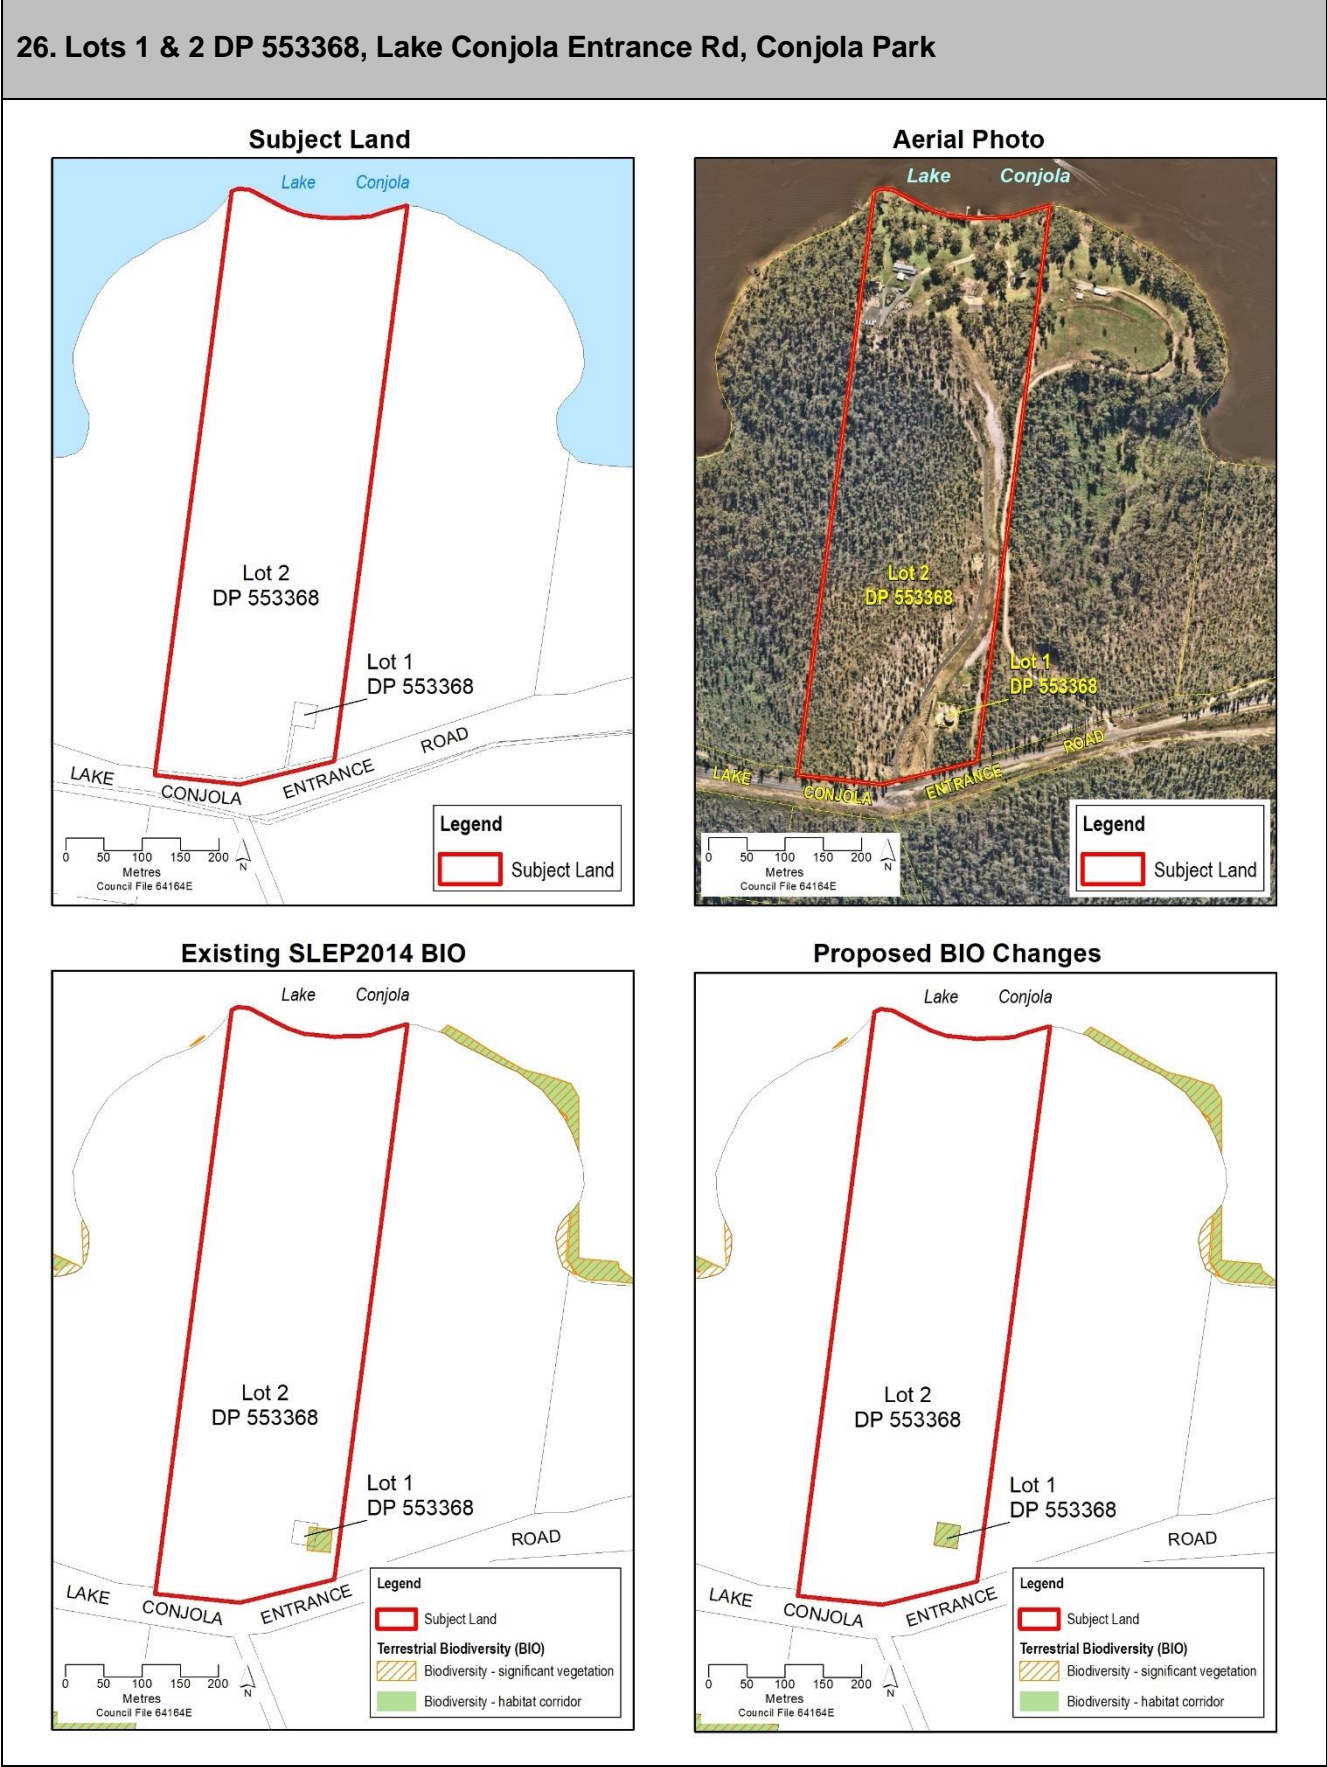 26. Lots 1 & 2 DP 553368, Lake Conjola Entrance Rd, Conjola Park
Subject Land
Lake Conjola
Lot 2
DP 553368
Lot 1
DP 553368
LAKE CONJOLA ENTRANCE ROAD
0 50 100 150 200
Metres
Council File 64164E
N
Legend
Subject Land
Aerial Photo
Lake Conjola
Lot 2
DP 553368
Lot 1
DP 553368
LAKE CONJOLA ENTRANCE ROAD
0 50 100 150 200
Metres
Council File 64164E
N
Legend
Subject Land
Existing SLEP2014 BIO
Lake Conjola
Lot 2
DP 553368
Lot 1
DP 553368
LAKE CONJOLA ENTRANCE ROAD
0 50 100 150 200
Metres
Council File 64164E
N
Legend
Subject Land
Terrestrial Biodiversity (BIO)
Biodiversity - significant vegetation
Biodiversity - habitat corridor
Proposed BIO Changes
Lake Conjola
Lot 2
DP 553368
Lot 1
DP 553368
LAKE CONJOLA ENTRANCE ROAD
0 50 100 150 200
Metres
Council File 64164E
N
Legend
Subject Land
Terrestrial Biodiversity (BIO)
Biodiversity - significant vegetation
Biodiversity - habitat corridor